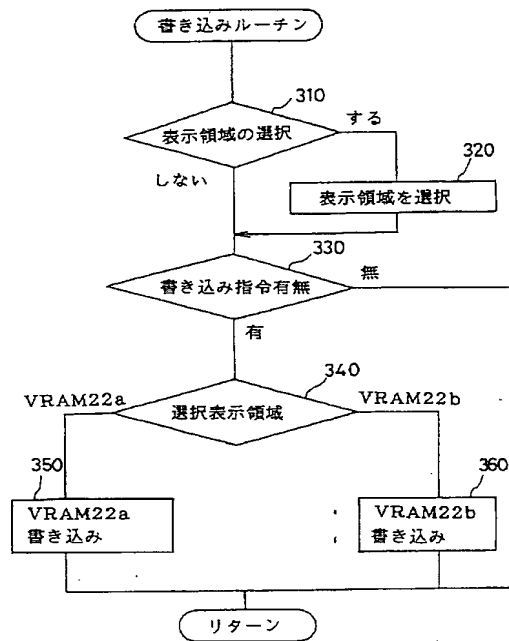 書き込みルーチン
310
表示領域の選択
する
320
しない
表示領域を選択
330
書き込み指令有無
無
有
340
VRAM22a
選択表示領域
VRAM22b
350
VRAM22a
書き込み
360
VRAM22b
書き込み
リターン